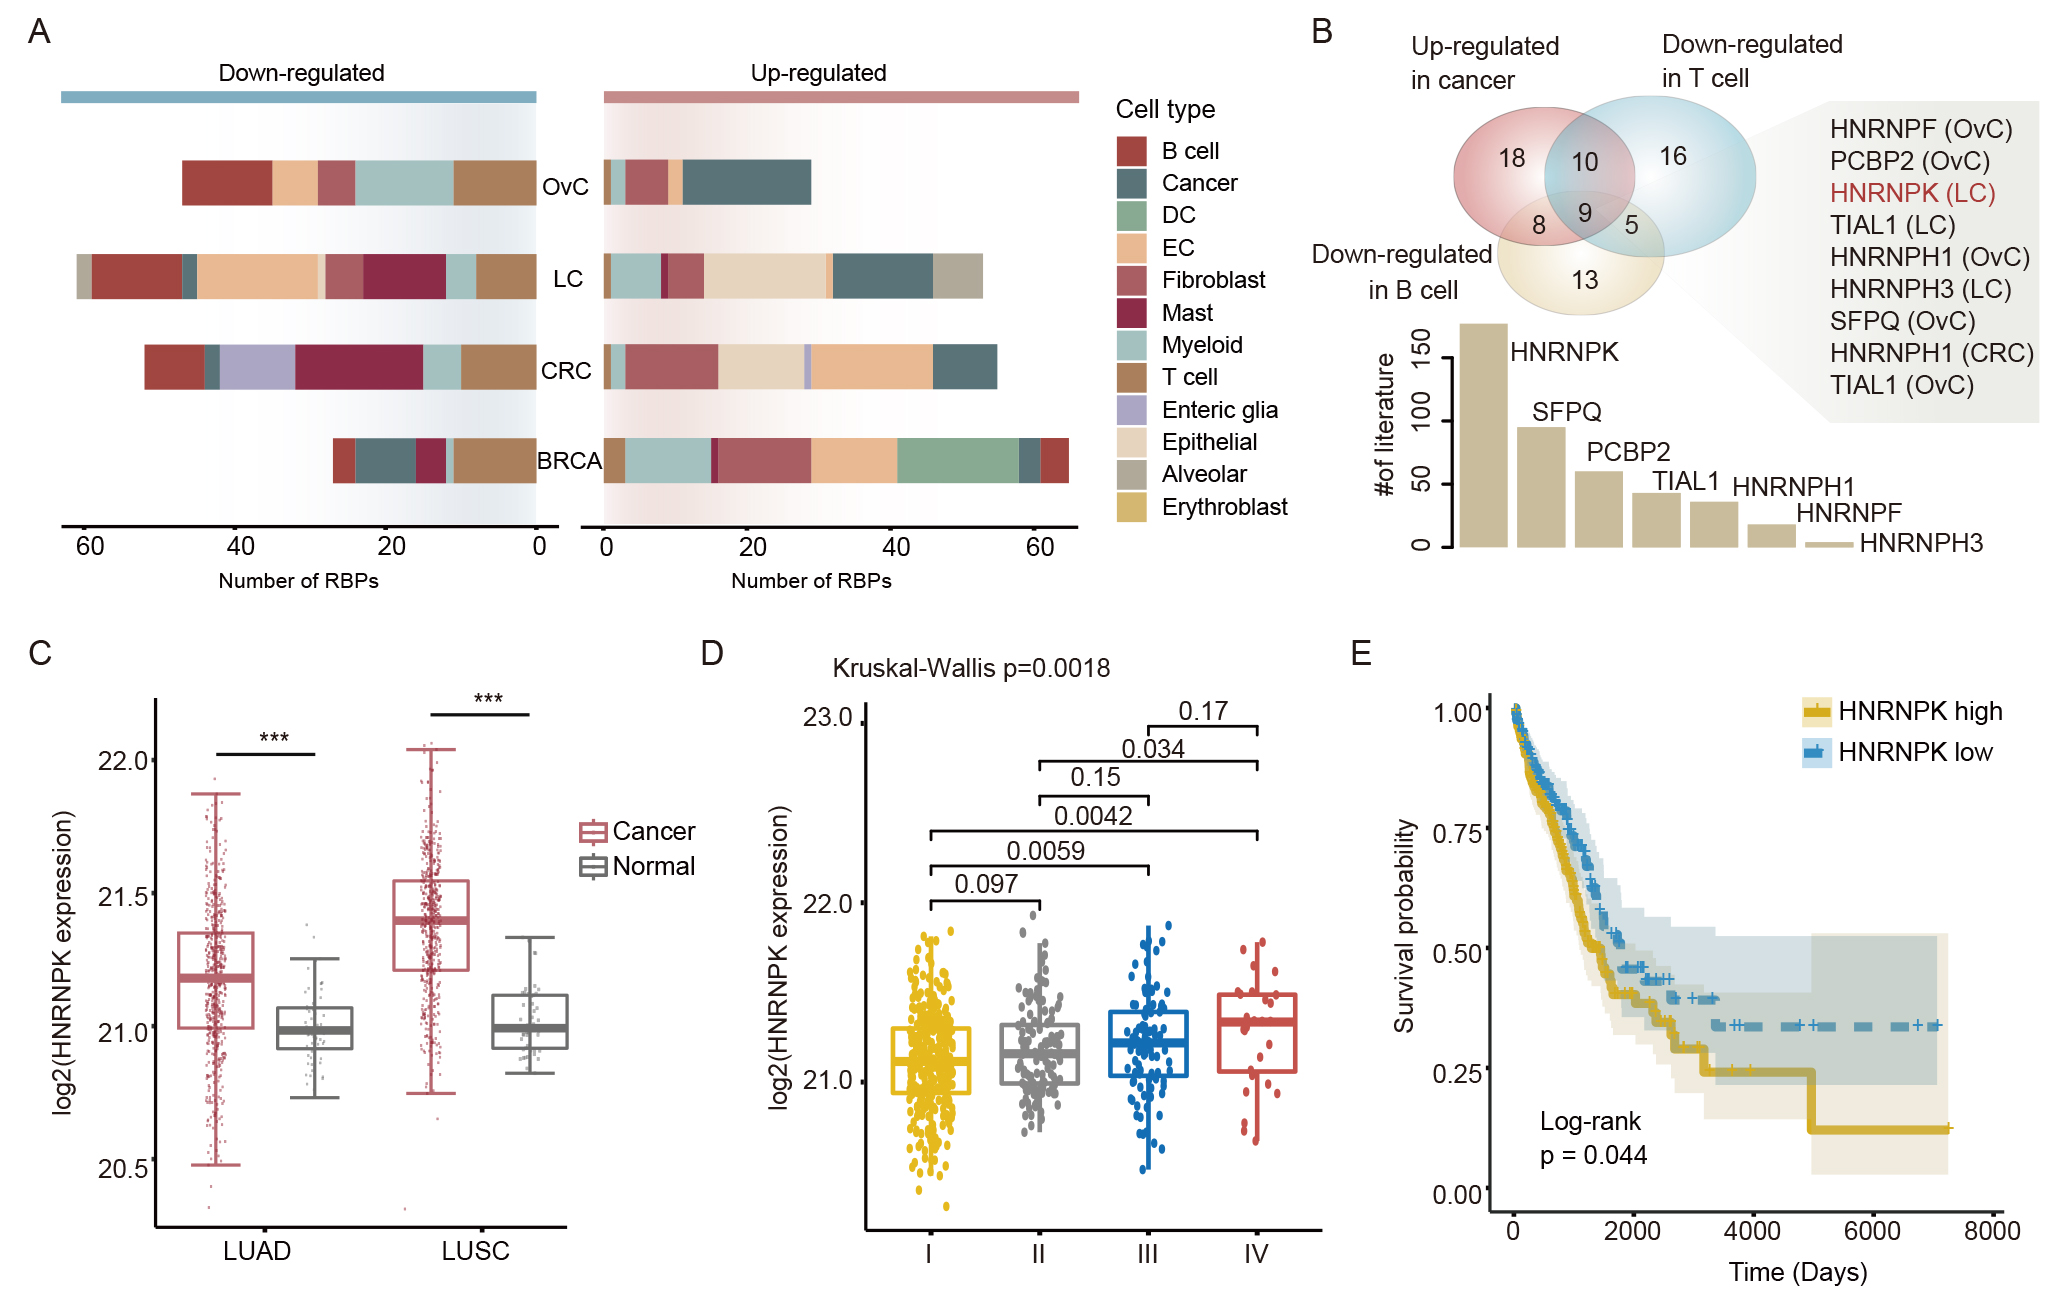 A
Down-regulated
Up-regulated
OvC
LC
CRC
BRCA
60
40
20
0
0
20
40
60
Number of RBPs
Number of RBPs
Cell type
B cell
Cancer
DC
EC
Fibroblast
Mast
Myeloid
T cell
Enteric glia
Epithelial
Alveolar
Erythroblast
B
Up-regulated
in cancer
Down-regulated
in T cell
18
10
16
8
9
5
13
Down-regulated
in B cell
HNRNPF (OvC)
PCBP2 (OvC)
HNRNPK (LC)
TIAL1 (LC)
HNRNPH1 (OvC)
HNRNPH3 (LC)
SFPQ (OvC)
HNRNPH1 (CRC)
TIAL1 (OvC)
#of literature
150
100
50
0
HNRNPK
SFPQ
PCBP2
TIAL1
HNRNPH1
HNRNPF
HNRNPH3
C
log2(HNRNPK expression)
22.0
21.5
21.0
20.5
***
***
LUAD
LUSC
Cancer
Normal
D
Kruskal-Wallis p=0.0018
log2(HNRNPK expression)
23.0
22.0
21.0
0.17
0.034
0.15
0.0042
0.0059
0.097
I
II
III
IV
E
Survival probability
1.00
0.75
0.50
0.25
0.00
HNRNPK high
HNRNPK low
Log-rank
p = 0.044
0
2000
4000
6000
8000
Time (Days)